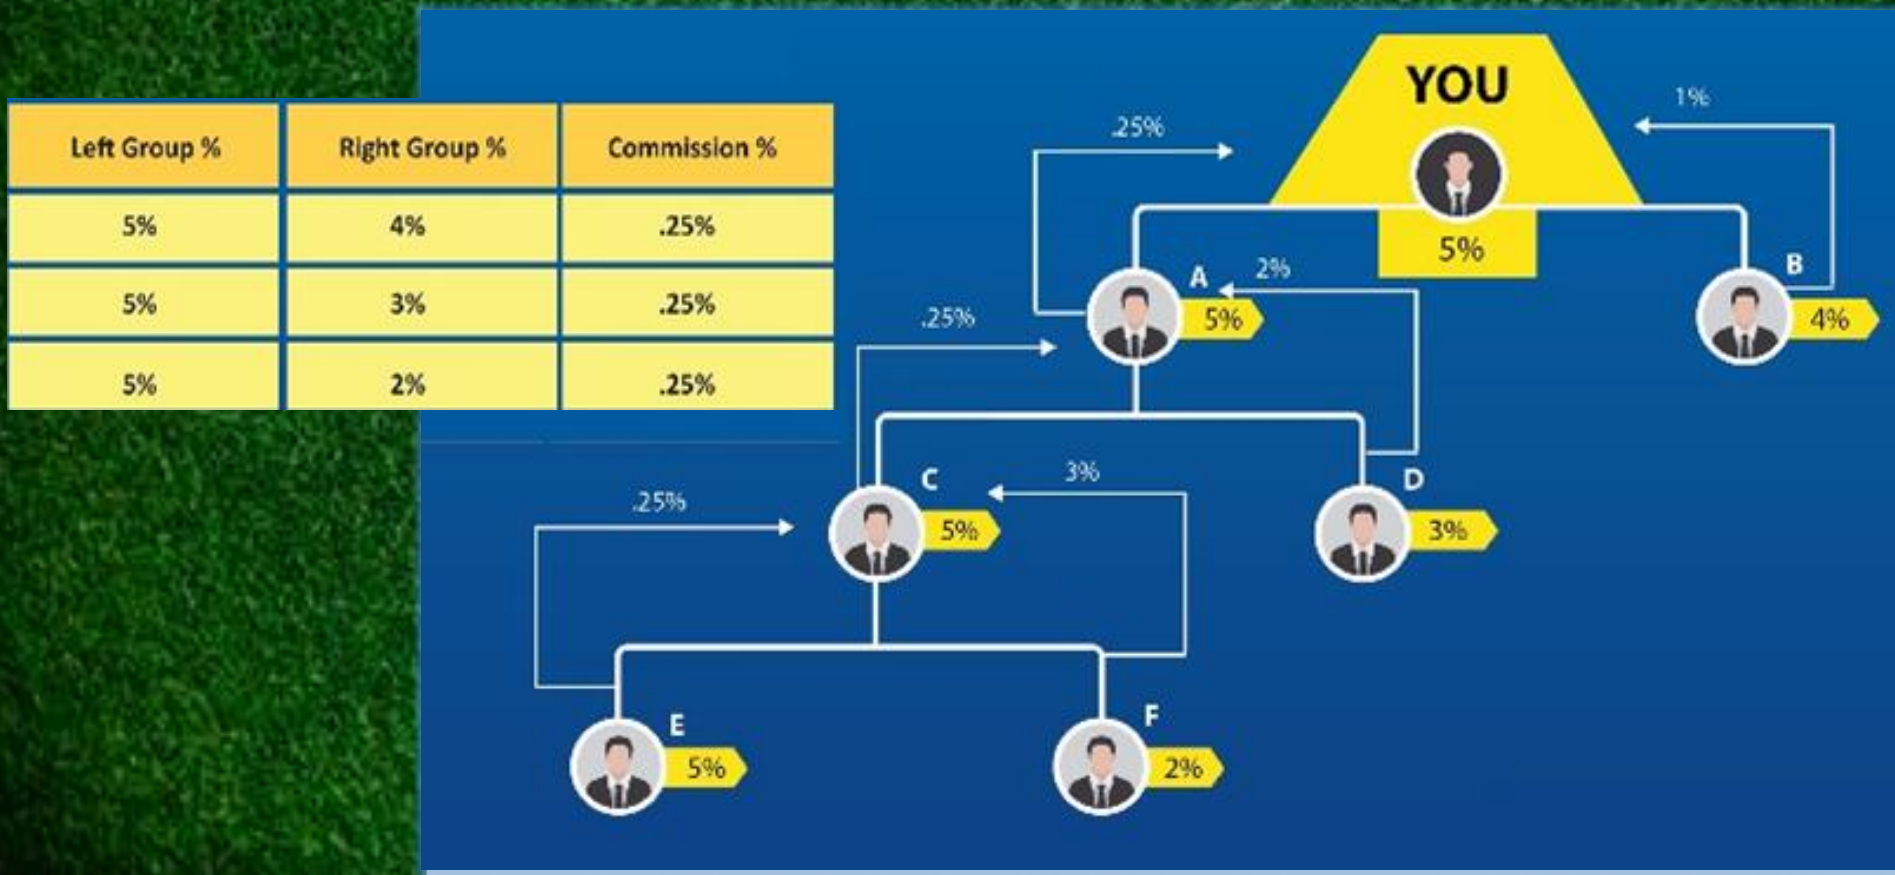 Left Group % Right Group % Commission %
5% 4% .25%
5% 3% .25%
5% 2% .25%
YOU
1%
.25%
5%
A
2%
B
5%
4%
.25%
C
3%
D
.25%
5%
3%
E
F
5%
2%